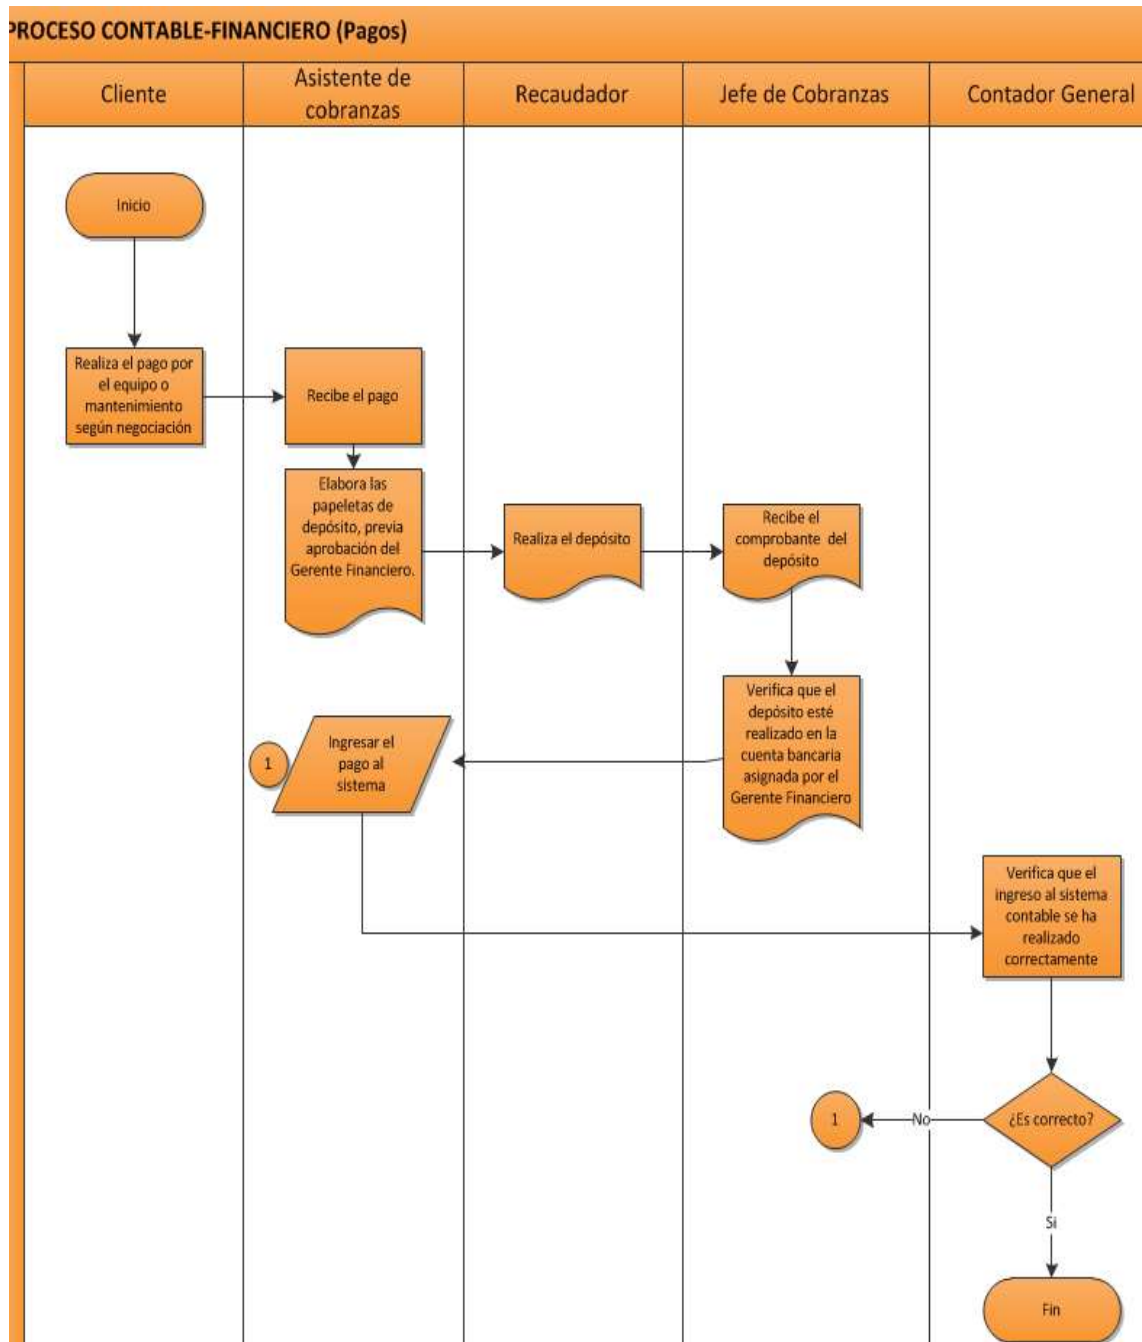 PROCESO CONTABLE-FINANCIERO (Pagos)
Cliente
Asistente de
cobranzas
Recaudador
Jefe de Cobranzas
Contador General
Inicio
Realiza el pago por
el equipo o
mantenimiento
según negociación
Recibe el pago
Elabora las
papeletas de
depósito, previa
aprobación del
Gerente Financiero.
Realiza el depósito
Recibe el
comprobante del
depósito
Verifica que el
depósito esté
realizado en la
cuenta bancaria
asignada por el
Gerente Financiero
1
Ingresar el
pago al
sistema
Verifica que el
ingreso al sistema
contable se ha
realizado
correctamente
¿Es correcto?
No
1
Si
Fin